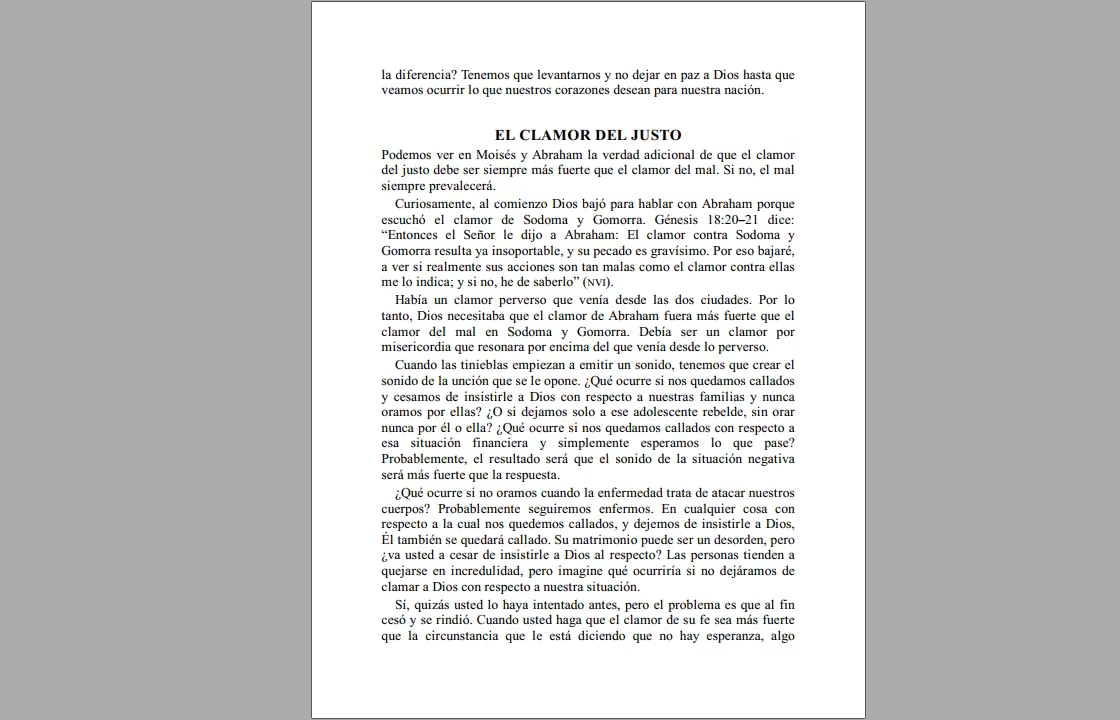 la diferencia? Tenemos que levantarnos y no dejar en paz a Dios hasta que
veamos ocurrir lo que nuestros corazones desean para nuestra nación.
EL CLAMOR DEL JUSTO
Podemos ver en Moisés y Abraham la verdad adicional de que el clamor
del justo debe ser siempre más fuerte que el clamor del mal. Si no, el mal
siempre prevalecerá.
Curiosamente, al comienzo Dios bajó para hablar con Abraham porque
escuchó el clamor de Sodoma y Gomorra. Génesis 18:20–21 dice:
“Entonces el Señor le dijo a Abraham: El clamor contra Sodoma y
Gomorra resulta ya insoportable, y su pecado es gravísimo. Por eso bajaré,
a ver si realmente sus acciones son tan malas como el clamor contra ellas
me lo indica; y si no, he de saberlo” (NVI).
Había un clamor perverso que venía desde las dos ciudades. Por lo
tanto, Dios necesitaba que el clamor de Abraham fuera más fuerte que el
clamor del mal en Sodoma y Gomorra. Debía ser un clamor por
misericordia que resonara por encima del que venía desde lo perverso.
Cuando las tinieblas empiezan a emitir un sonido, tenemos que crear el
sonido de la unción que se le opone. ¿Qué ocurre si nos quedamos callados
y cesamos de insistirle a Dios con respecto a nuestras familias y nunca
oramos por ellas? ¿O si dejamos solo a ese adolescente rebelde, sin orar
nunca por él o ella? ¿Qué ocurre si nos quedamos callados con respecto a
esa situación financiera y simplemente esperamos lo que pase?
Probablemente, el resultado será que el sonido de la situación negativa
será más fuerte que la respuesta.
¿Qué ocurre si no oramos cuando la enfermedad trata de atacar nuestros
cuerpos? Probablemente seguiremos enfermos. En cualquier cosa con
respecto a la cual nos quedemos callados, y dejemos de insistirle a Dios,
Él también se quedará callado. Su matrimonio puede ser un desorden, pero
¿va usted a cesar de insistirle a Dios al respecto? Las personas tienden a
quejarse en incredulidad, pero imagine qué ocurriría si no dejáramos de
clamar a Dios con respecto a nuestra situación.
Sí, quizás usted lo haya intentado antes, pero el problema es que al fin
cesó y se rindió. Cuando usted haga que el clamor de su fe sea más fuerte
que la circunstancia que le está diciendo que no hay esperanza, algo